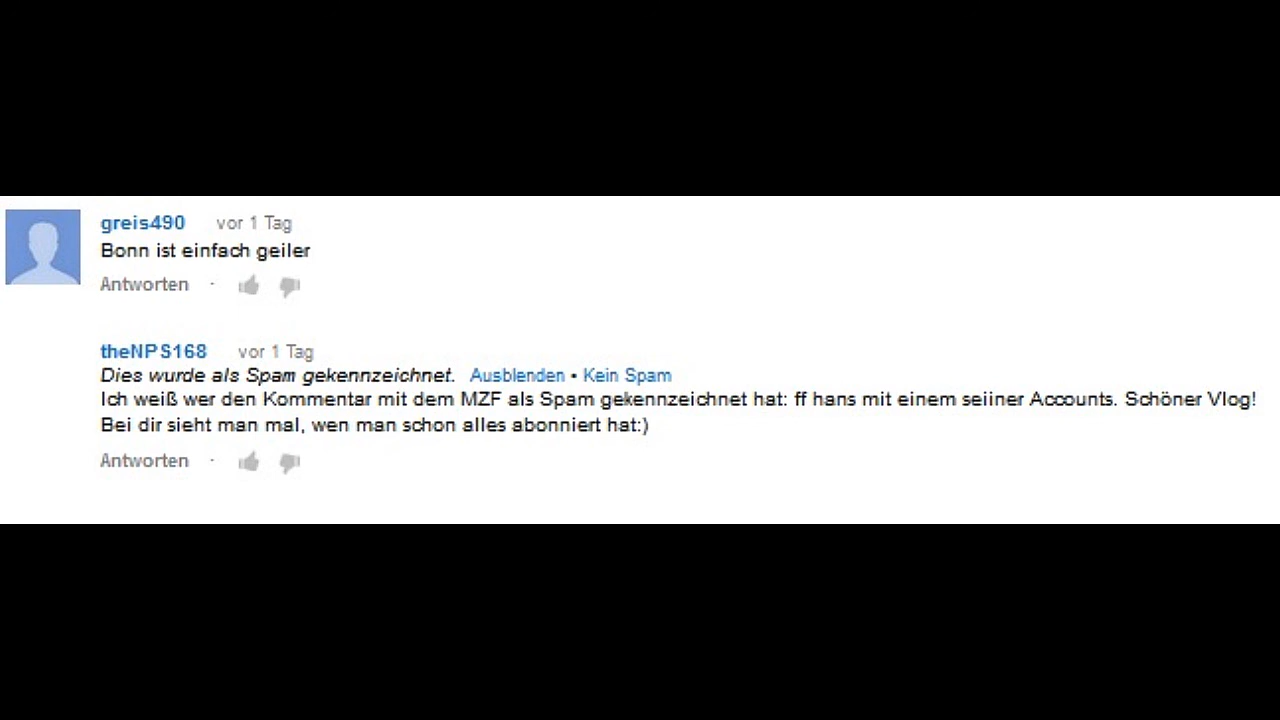 greis490 vor 1 Tag
Bonn ist einfach geiler
Antworten ·
theNPS168 vor 1 Tag
Dies wurde als Spam gekennzeichnet. Ausblenden • Kein Spam
Ich weiß wer den Kommentar mit dem MZF als Spam gekennzeichnet hat: ff hans mit einem seiiner Accounts. Schöner Vlog!
Bei dir sieht man mal, wen man schon alles abonniert hat:)
Antworten ·